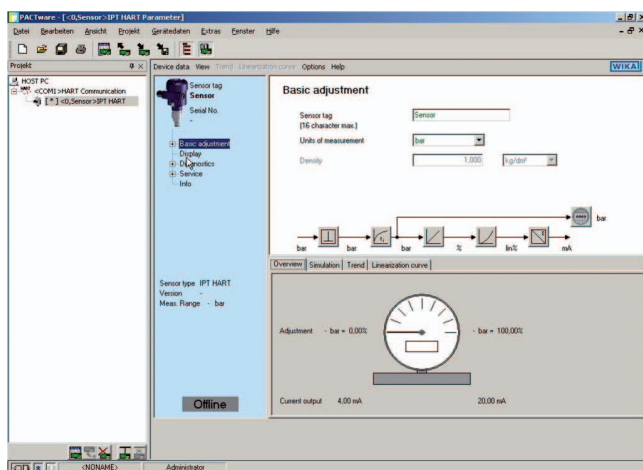 PACTware - [<0,Sensor>IPT HART Parameter]
Datei Bearbeiten Ansicht Projekt Gerätedaten Extras Fenster Hilfe
Projekt
HOST PC
<COM1>HART Communication
[*] <0,Sensor>IPT HART
Device data View Trend Linearization curve Options Help
WIKA
Sensor tag
Sensor
Serial No.
-
Basic adjustment
Display
Diagnostics
Service
Info
Sensor type IPT HART
Version -
Meas. Range - bar
Offline
Basic adjustment
Sensor tag Sensor
(16 character max.)
Units of measurement bar
Density 1,000 kg/dm³
bar
bar bar bar % lin% mA
Overview Simulation Trend Linearization curve
Adjustment - bar = 0,00% - bar = 100,00%
Current output 4,00 mA 20,00 mA
<NONAME> Administrator